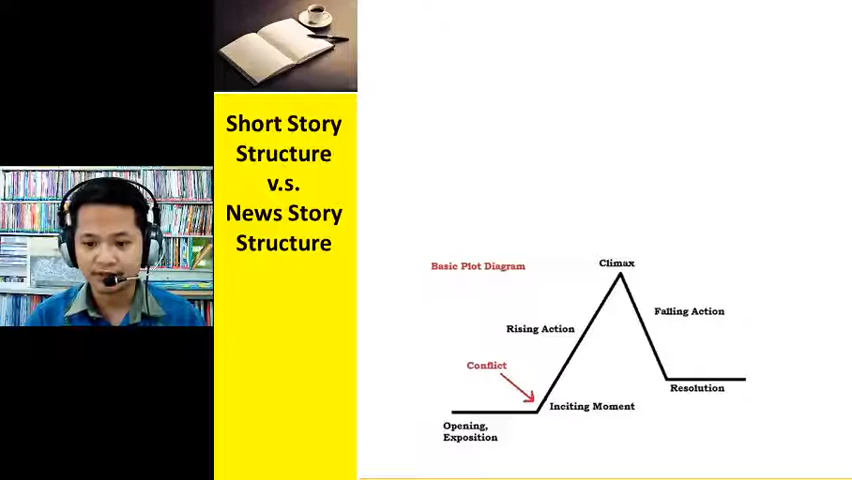 Short Story
Structure
v.s.
News Story
Structure
Climax
Basic Plot Diagram
Falling Action
Rising Action
Conflict
Resolution
Inciting Moment
Opening,
Exposition